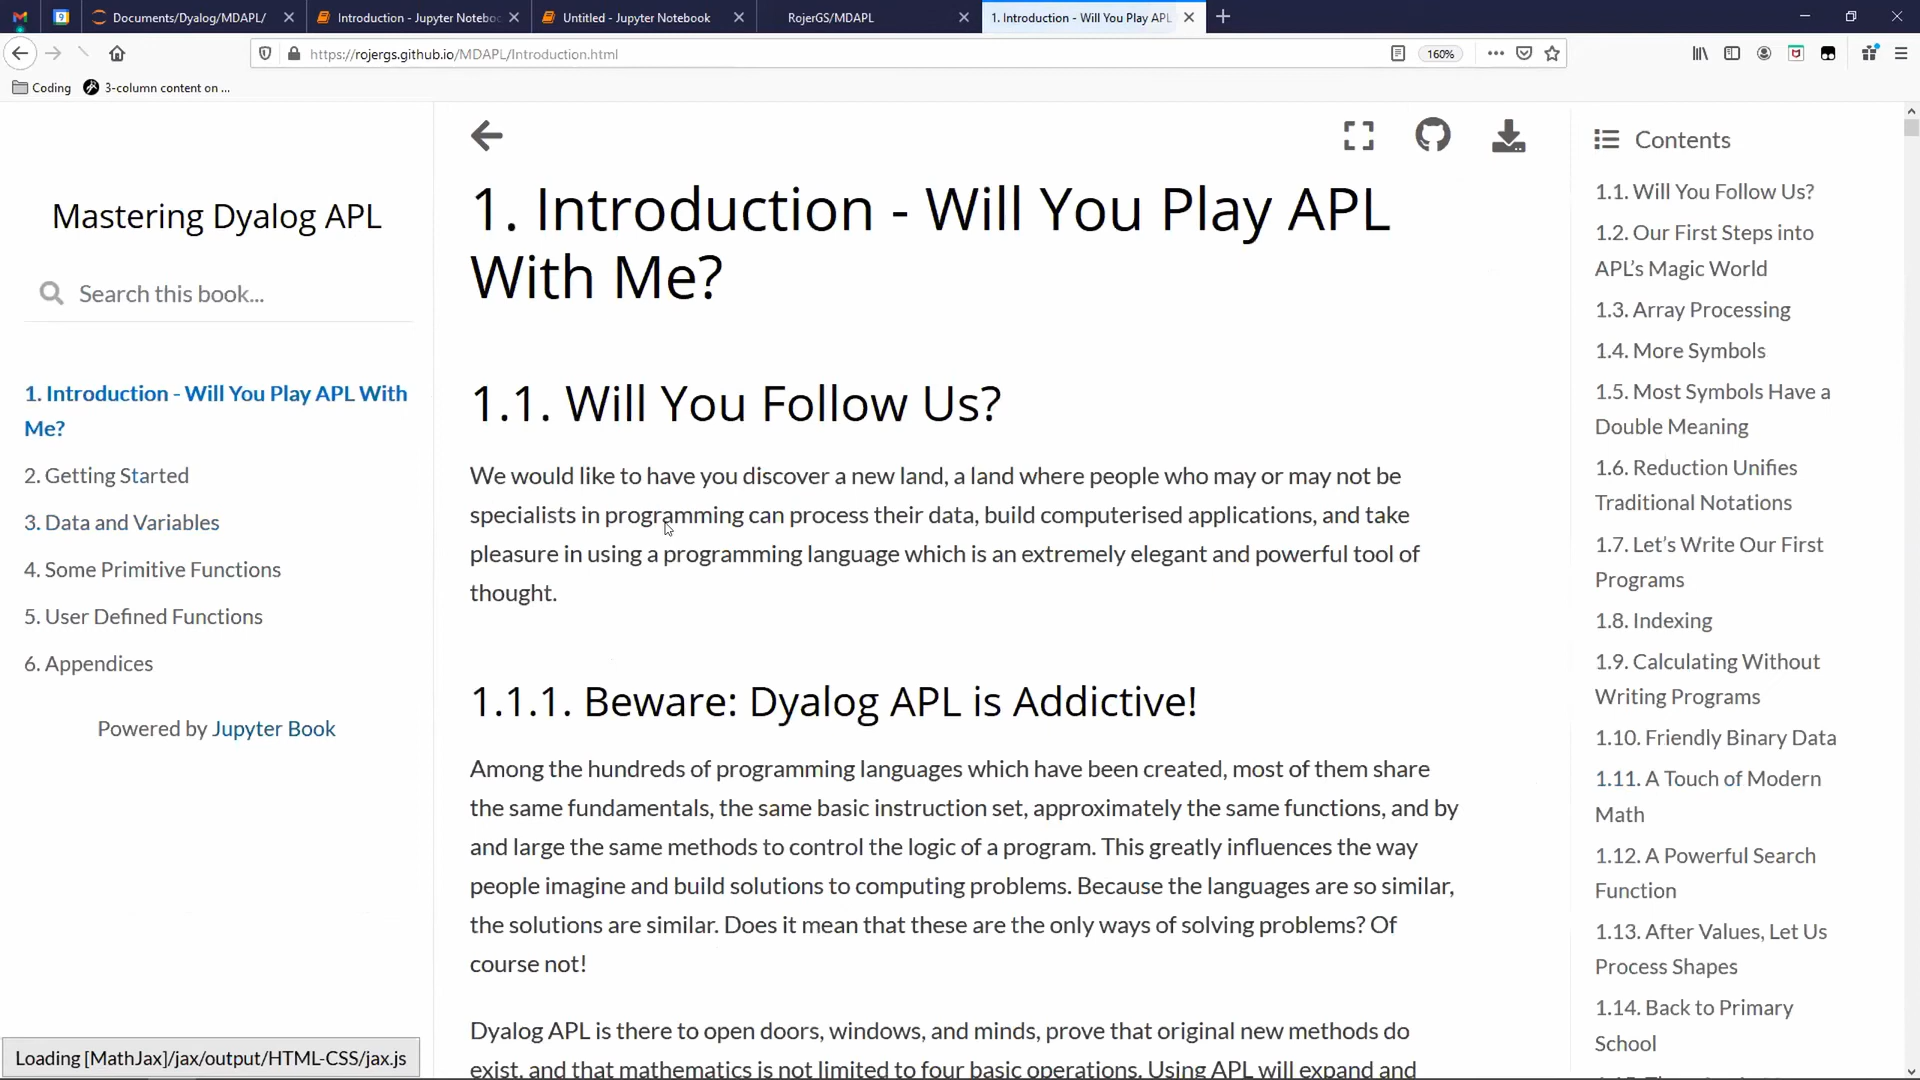 Documents/Dyalog/MDAPL/
Introduction - Jupyter Noteboo
Untitled - Jupyter Notebook
RojerGS/MDAPL
1. Introduction - Will You Play APL
https://rojergs.github.io/MDAPL/Introduction.html
160%
Coding
3-column content on ...
Mastering Dyalog APL
Search this book...
1. Introduction - Will You Play APL With
Me?
2. Getting Started
3. Data and Variables
4. Some Primitive Functions
5. User Defined Functions
6. Appendices
Powered by Jupyter Book
1. Introduction - Will You Play APL
With Me?
1.1. Will You Follow Us?
We would like to have you discover a new land, a land where people who may or may not be
specialists in programming can process their data, build computerised applications, and take
pleasure in using a programming language which is an extremely elegant and powerful tool of
thought.
1.1.1. Beware: Dyalog APL is Addictive!
Among the hundreds of programming languages which have been created, most of them share
the same fundamentals, the same basic instruction set, approximately the same functions, and by
and large the same methods to control the logic of a program. This greatly influences the way
people imagine and build solutions to computing problems. Because the languages are so similar,
the solutions are similar. Does it mean that these are the only ways of solving problems? Of
course not!
Dyalog APL is there to open doors, windows, and minds, prove that original new methods do
exist, and that mathematics is not limited to four basic operations. Using APL will expand and
Contents
1.1. Will You Follow Us?
1.2. Our First Steps into
APL's Magic World
1.3. Array Processing
1.4. More Symbols
1.5. Most Symbols Have a
Double Meaning
1.6. Reduction Unifies
Traditional Notations
1.7. Let's Write Our First
Programs
1.8. Indexing
1.9. Calculating Without
Writing Programs
1.10. Friendly Binary Data
1.11. A Touch of Modern
Math
1.12. A Powerful Search
Function
1.13. After Values, Let Us
Process Shapes
1.14. Back to Primary
School
Loading [MathJax]/jax/output/HTML-CSS/jax.js